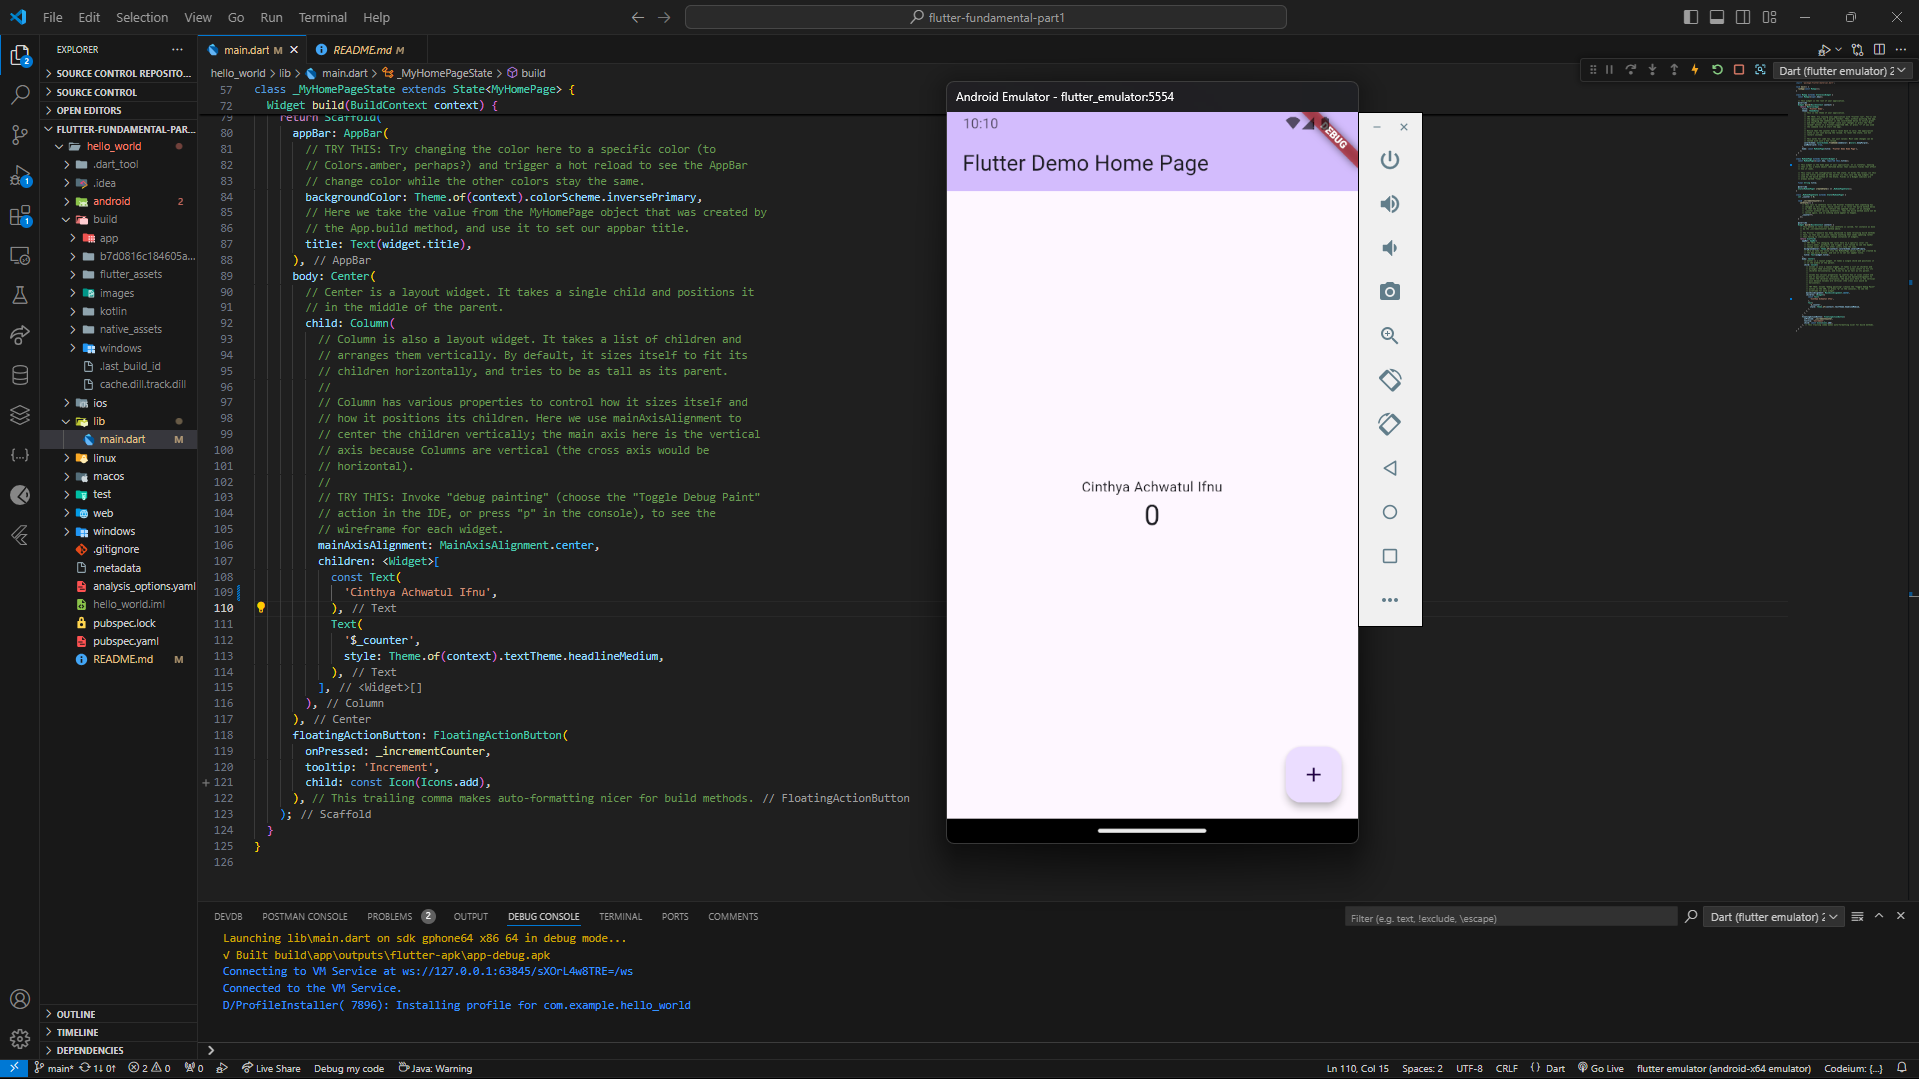 File Edit Selection View Go Run Terminal Help
flutter-fundamental-part1
EXPLORER
SOURCE CONTROL REPOSITO...
SOURCE CONTROL
OPEN EDITORS
FLUTTER-FUNDAMENTAL-PAR...
hello_world
.dart_tool
.idea
android 2
build
app
b7d0816c184605a...
flutter_assets
images
kotlin
native_assets
windows
.last_build_id
cache.dill.track.dill
ios
lib
main.dart M
linux
macos
test
web
windows
.gitignore
.metadata
analysis_options.yaml
hello_world.iml
pubspec.lock
pubspec.yaml
README.md M
OUTLINE
TIMELINE
DEPENDENCIES
main.dart M README.md M
hello_world > lib > main.dart > _MyHomePageState > build
Dart (flutter emulator) 2
57 class _MyHomePageState extends State<MyHomePage> {
72 Widget build(BuildContext context) {
79 return Scaffold(
80 appBar: AppBar(
81 // TRY THIS: Try changing the color here to a specific color (to
82 // Colors.amber, perhaps?) and trigger a hot reload to see the AppBar
83 // change color while the other colors stay the same.
84 backgroundColor: Theme.of(context).colorScheme.inversePrimary,
85 // Here we take the value from the MyHomePage object that was created by
86 // the App.build method, and use it to set our appbar title.
87 title: Text(widget.title),
88 ), // AppBar
89 body: Center(
90 // Center is a layout widget. It takes a single child and positions it
91 // in the middle of the parent.
92 child: Column(
93 // Column is also a layout widget. It takes a list of children and
94 // arranges them vertically. By default, it sizes itself to fit its
95 // children horizontally, and tries to be as tall as its parent.
96 //
97 // Column has various properties to control how it sizes itself and
98 // how it positions its children. Here we use mainAxisAlignment to
99 // center the children vertically; the main axis here is the vertical
100 // axis because Columns are vertical (the cross axis would be
101 // horizontal).
102 //
103 // TRY THIS: Invoke "debug painting" (choose the "Toggle Debug Paint"
104 // action in the IDE, or press "p" in the console), to see the
105 // wireframe for each widget.
106 mainAxisAlignment: MainAxisAlignment.center,
107 children: <Widget>[
108 const Text(
109 'Cinthya Achwatul Ifnu',
110 ), // Text
111 Text(
112 '$_counter',
113 style: Theme.of(context).textTheme.headlineMedium,
114 ), // Text
115 ], // <Widget>[]
116 ), // Column
117 ), // Center
118 floatingActionButton: FloatingActionButton(
119 onPressed: _incrementCounter,
120 tooltip: 'Increment',
121 child: const Icon(Icons.add),
122 ), // This trailing comma makes auto-formatting nicer for build methods. // FloatingActionButton
123 ); // Scaffold
124 }
125 }
126
Android Emulator - flutter_emulator:5554
10:10
DEBUG
Flutter Demo Home Page
Cinthya Achwatul Ifnu
0
DEVDB POSTMAN CONSOLE PROBLEMS 2 OUTPUT DEBUG CONSOLE TERMINAL PORTS COMMENTS
Filter (e.g. text, !exclude, \escape)
Dart (flutter emulator) 2
Launching lib\main.dart on sdk gphone64 x86 64 in debug mode...
√ Built build\app\outputs\flutter-apk\app-debug.apk
Connecting to VM Service at ws://127.0.0.1:63845/sXOrL4w8TRE=/ws
Connected to the VM Service.
D/ProfileInstaller( 7896): Installing profile for com.example.hello_world
main* 1↓ 0↑ 2 0 0 Live Share Debug my code Java: Warning
Ln 110, Col 15 Spaces: 2 UTF-8 CRLF {} Dart Go Live flutter emulator (android-x64 emulator) Codeium: {...}